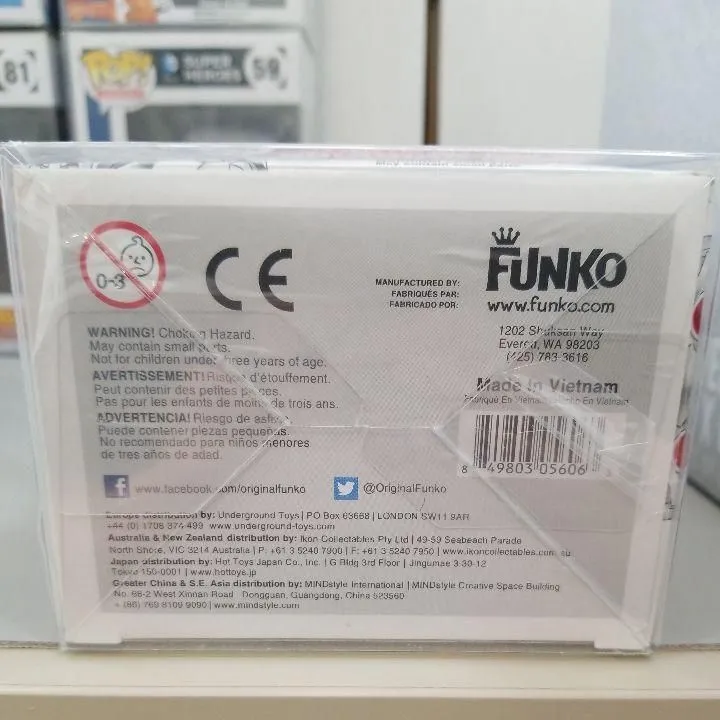 81
POP!
SUPER
HEROES
59
0-3
CE
MANUFACTURED BY:
FABRIQUÉS PAR:
FABRICADO POR:
FUNKO
www.funko.com
1202 Shuksan Way
Everett, WA 98203
(425) 783-3616
Made In Vietnam
Fabriqué En Vietnam
En Vietnam
8 49803 05606
WARNING! Choking Hazard.
May contain small parts.
Not for children under three years of age.
AVERTISSEMENT! Risque d'étouffement.
Peut contenir des petites pièces.
Pas pour les enfants de moins de trois ans.
¡ADVERTENCIA! Riesgo de asfixia.
Puede contener piezas pequeñas.
No recomendado para niños menores
de tres años de edad.
www.facebook.com/originalfunko
@OriginalFunko
Europe distribution by: Underground Toys | PO Box 63668 | LONDON SW11 9AR
+44 (0) 1708 374 499 www.underground-toys.com
Australia & New Zealand distribution by: Ikon Collectables Pty Ltd | 49-59 Seabeach Parade
North Shore, VIC 3214 Australia | P: +61 3 5240 7900 | F: +61 3 5240 7950 | www.ikoncollectables.com.au
Japan distribution by: Hot Toys Japan Co., Inc. | G Bldg 3rd Floor | Jingumae 3-30-12
Tokyo 150-0001 | www.hottoys.jp
Greater China & S.E. Asia distribution by: MINDstyle International | MINDstyle Creative Space Building
No. 68-2 West Xinnan Road Dongguan, Guangdong, China 523560
+ (86) 769 8109 9090 | www.mindstyle.com